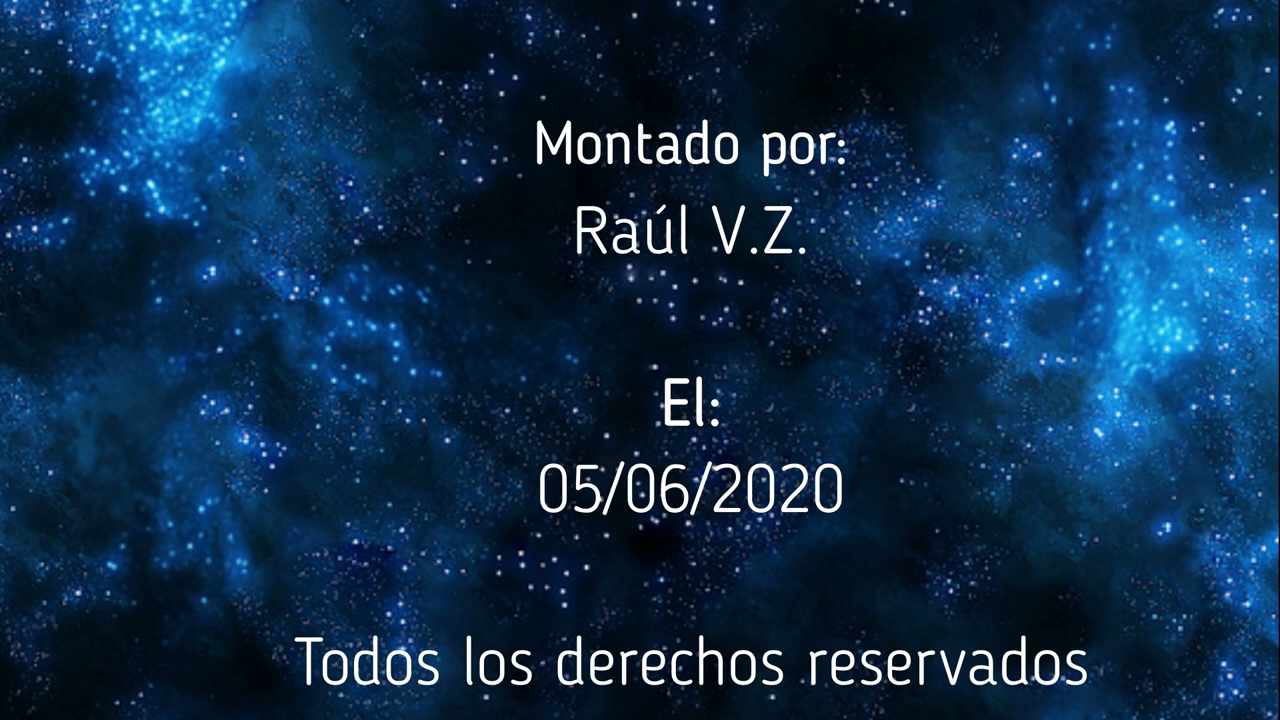 Montado por:
Raúl V.Z.
El:
05/06/2020
Todos los derechos reservados